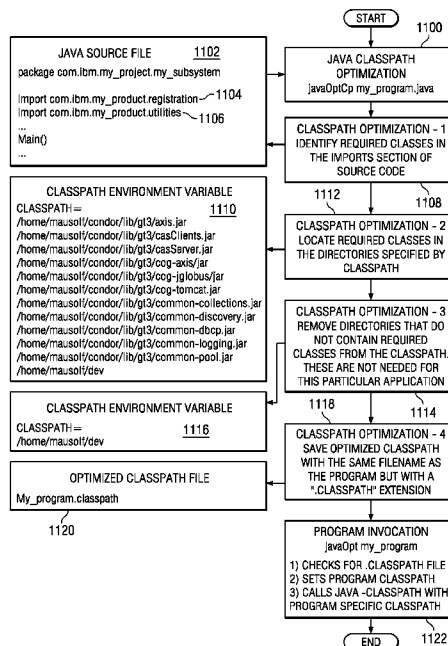 START
1100
JAVA CLASSPATH
OPTIMIZATION
javaOptCp my_program.java
JAVA SOURCE FILE 1102
package com.ibm.my_project.my_subsystem
Import com.ibm.my_product.registration 1104
Import com.ibm.my_product.utilities 1106
...
Main()
...
CLASSPATH OPTIMIZATION - 1
IDENTIFY REQUIRED CLASSES IN
THE IMPORTS SECTION OF
SOURCE CODE
1108
CLASSPATH ENVIRONMENT VARIABLE
CLASSPATH= 1110
/home/mausolf/condor/lib/gt3/axis.jar
/home/mausolf/condor/lib/gt3/casClients.jar
/home/mausolf/condor/lib/gt3/casServer.jar
/home/mausolf/condor/lib/gt3/cog-axis/jar
/home/mausolf/condor/lib/gt3/cog-jglobus/jar
/home/mausolf/condor/lib/gt3/cog-tomcat.jar
/home/mausolf/condor/lib/gt3/common-collections.jar
/home/mausolf/condor/lib/gt3/common-discovery.jar
/home/mausolf/condor/lib/gt3/common-dbcp.jar
/home/mausolf/condor/lib/gt3/common-logging.jar
/home/mausolf/condor/lib/gt3/common-pool.jar
/home/mausolf/dev
1112
CLASSPATH OPTIMIZATION - 2
LOCATE REQUIRED CLASSES IN
THE DIRECTORIES SPECIFIED BY
CLASSPATH
CLASSPATH OPTIMIZATION - 3
REMOVE DIRECTORIES THAT DO
NOT CONTAIN REQUIRED
CLASSES FROM THE CLASSPATH.
THESE ARE NOT NEEDED FOR
THIS PARTICULAR APPLICATION
1114
CLASSPATH ENVIRONMENT VARIABLE
CLASSPATH= 1116
/home/mausolf/dev
1118
CLASSPATH OPTIMIZATION - 4
SAVE OPTIMIZED CLASSPATH
WITH THE SAME FILENAME AS
THE PROGRAM BUT WITH A
".CLASSPATH" EXTENSION
OPTIMIZED CLASSPATH FILE
My_program.classpath
1120
PROGRAM INVOCATION
javaOpt my_program
1) CHECKS FOR .CLASSPATH FILE
2) SETS PROGRAM CLASSPATH
3) CALLS JAVA -CLASSPATH WITH
PROGRAM SPECIFIC CLASSPATH
1122
END